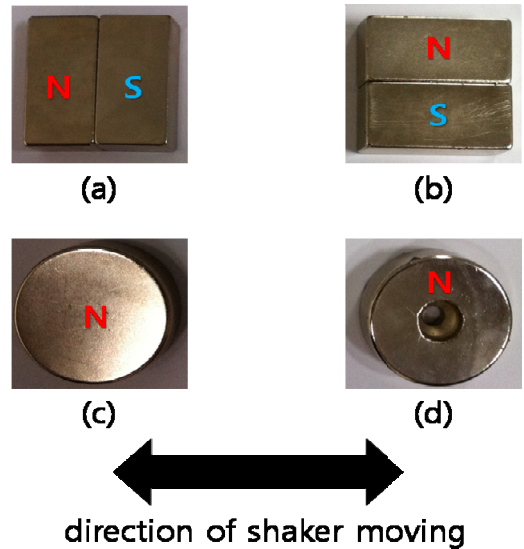 N S
N
S
(a)
(b)
N
N
(c)
(d)
direction of shaker moving